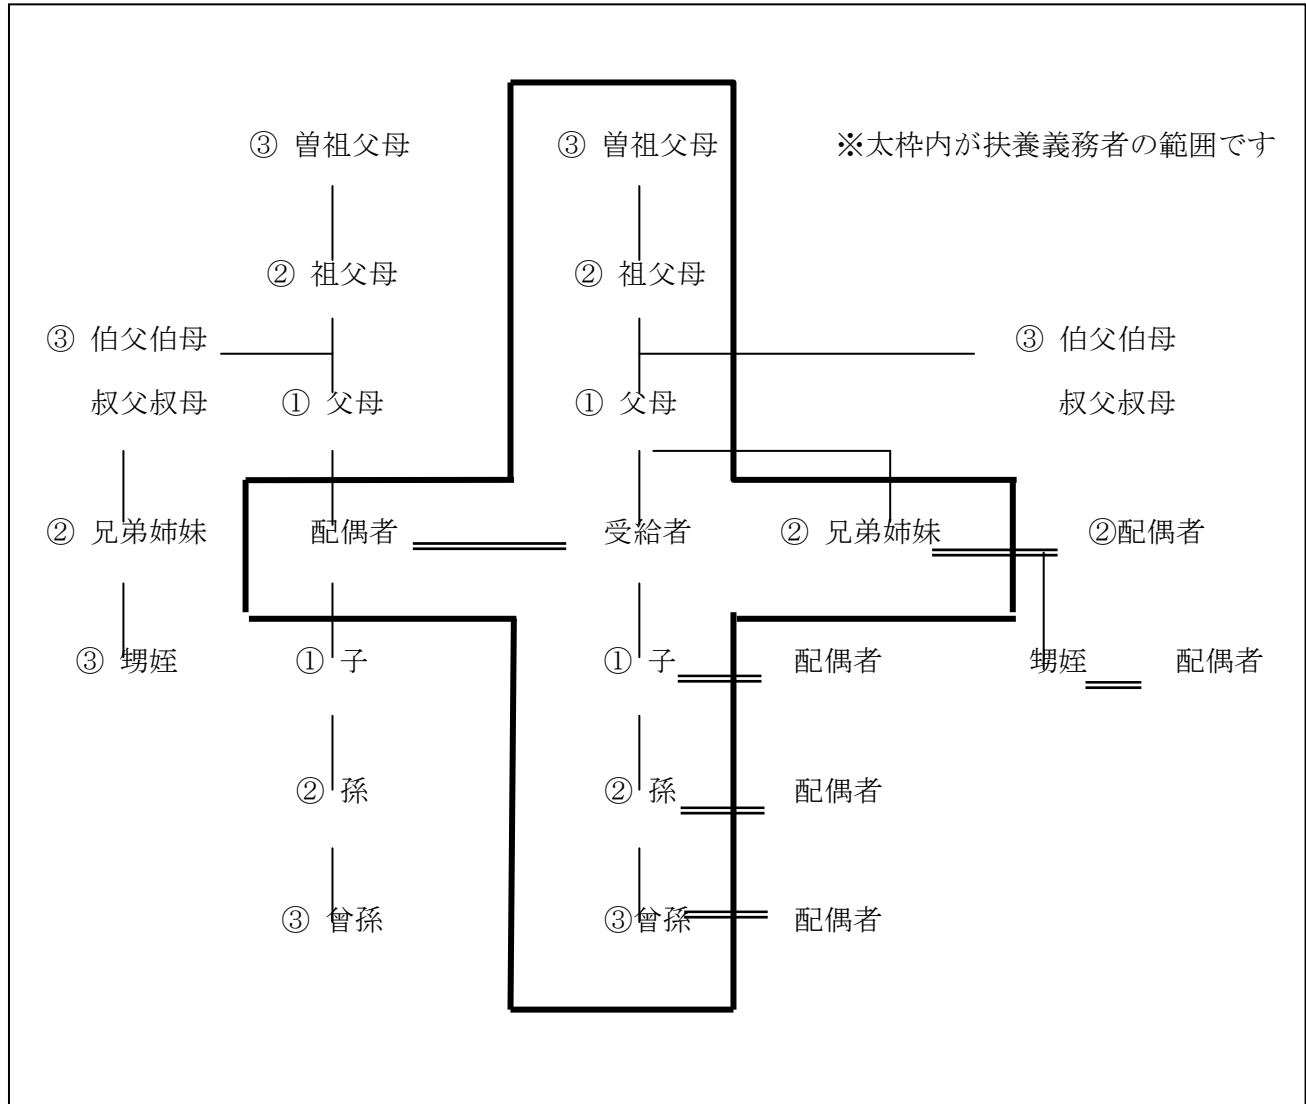 ③ 曽祖父母 ③ 曽祖父母 ※太枠内が扶養義務者の範囲です
② 祖父母 ② 祖父母
③ 伯父伯母 ③ 伯父伯母
叔父叔母 ① 父母 ① 父母 叔父叔母
② 兄弟姉妹 配偶者 受給者 ② 兄弟姉妹 ②配偶者
③ 甥姪 ① 子 ① 子 配偶者 甥姪 配偶者
② 孫 ② 孫 配偶者
③ 曾孫 ③曾孫 配偶者